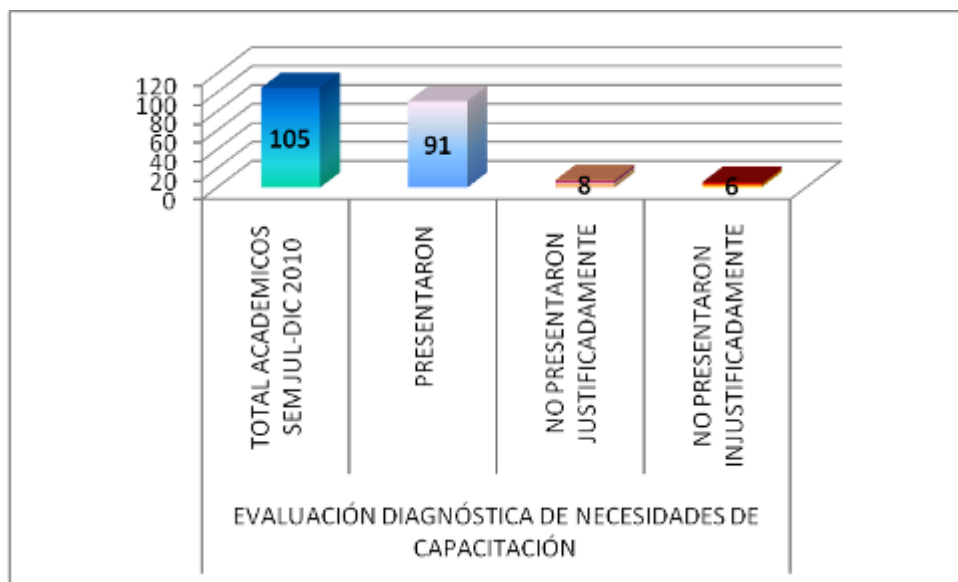 120
100
80
60
40
20
0
105
91
8
6
TOTAL ACADEMICOS
SEM JUL-DIC 2010
PRESENTARON
NO PRESENTARON
JUSTIFICADAMENTE
NO PRESENTARON
INJUSTIFICADAMENTE
EVALUACIÓN DIAGNÓSTICA DE NECESIDADES DE
CAPACITACIÓN